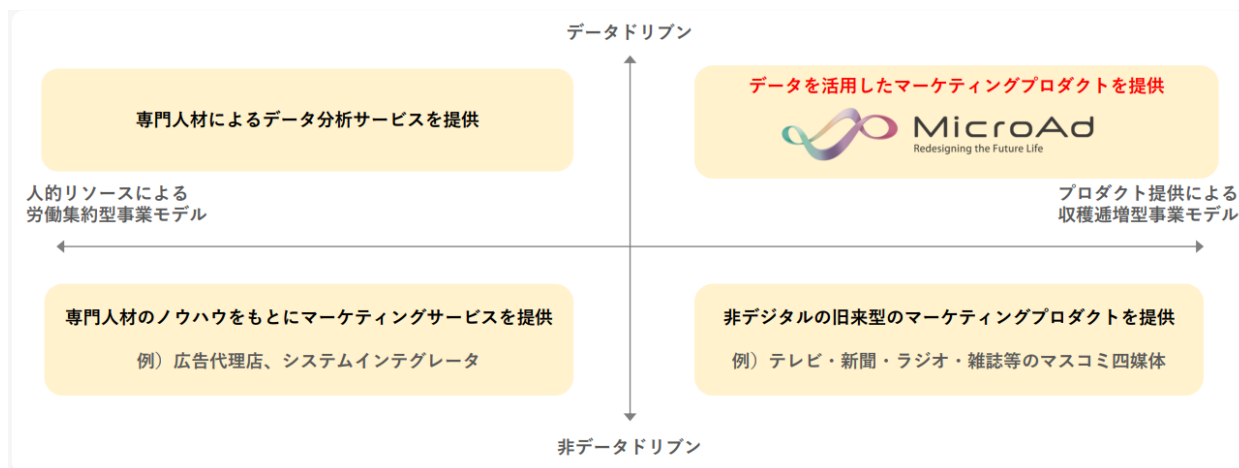 データドリブン
専門人材によるデータ分析サービスを提供
データを活用したマーケティングプロダクトを提供
MicroAd
Redesigning the Future Life
人的リソースによる
労働集約型事業モデル
プロダクト提供による
収穫逓増型事業モデル
専門人材のノウハウをもとにマーケティングサービスを提供
例）広告代理店、システムインテグレータ
非デジタルの旧来型のマーケティングプロダクトを提供
例）テレビ・新聞・ラジオ・雑誌等のマスコミ四媒体
非データドリブン